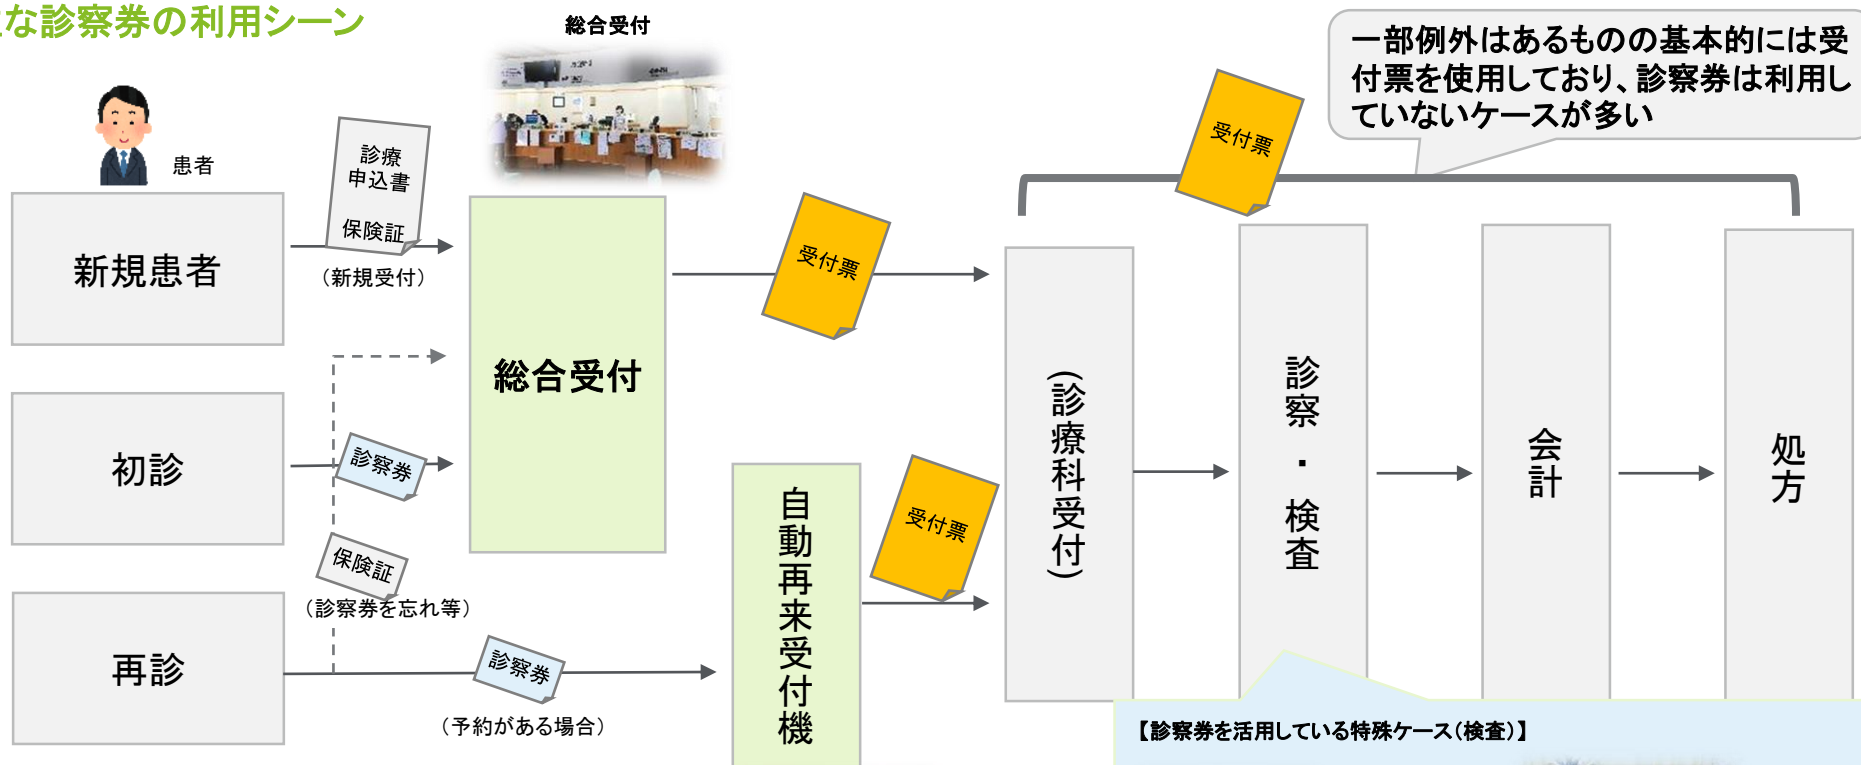 な診察券の利用シーン
総合受付
一部例外はあるものの基本的には受
付票を使用しており、診察券は利用し
ていないケースが多い
患者
診療
申込書
保険証
(新規受付)
新規患者
初診
再診
診察券
保険証
(診察券を忘れ等)
診察券
(予約がある場合)
総合受付
自動再来受付機
受付票
受付票
受付票
(診療科受付)
診察・検査
会計
処方
【診察券を活用している特殊ケース(検査)】